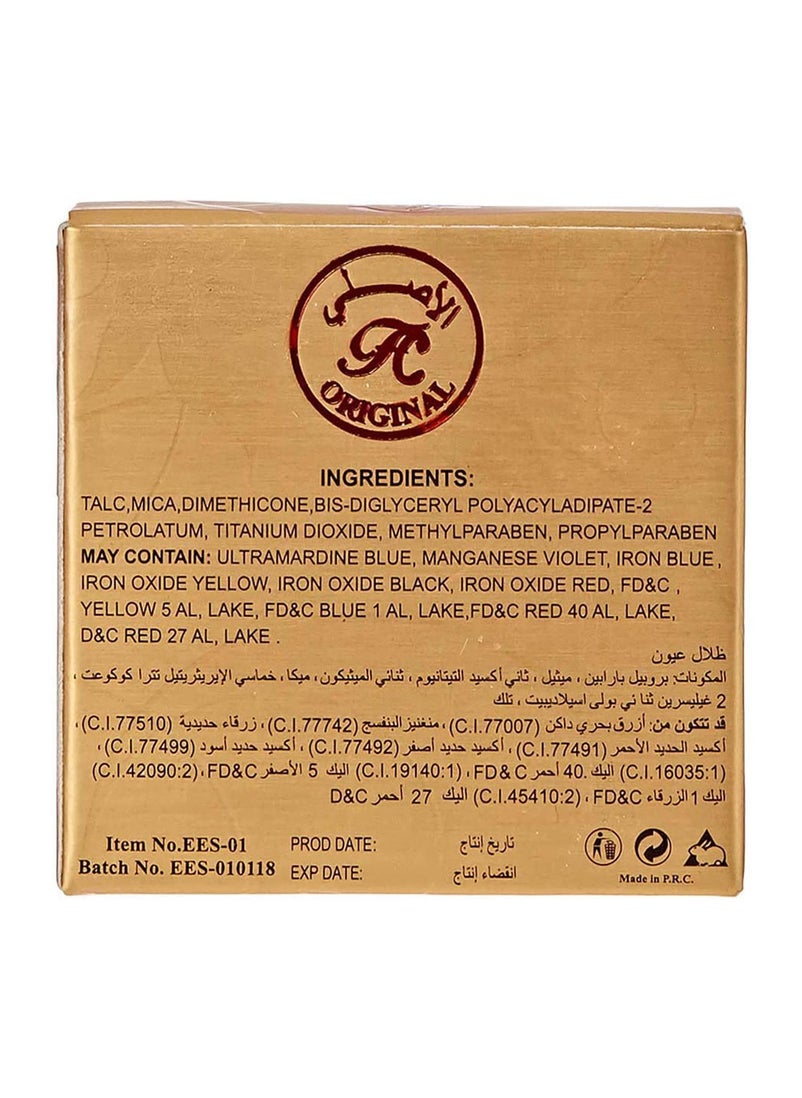 الأصلي
AC
ORIGINAL
INGREDIENTS:
TALC,MICA,DIMETHICONE,BIS-DIGLYCERYL POLYACYLADIPATE-2
PETROLATUM, TITANIUM DIOXIDE, METHYLPARABEN, PROPYLPARABEN
MAY CONTAIN: ULTRAMARDINE BLUE, MANGANESE VIOLET, IRON BLUE ,
IRON OXIDE YELLOW, IRON OXIDE BLACK, IRON OXIDE RED, FD&C ,
YELLOW 5 AL, LAKE, FD&C BLUE 1 AL, LAKE,FD&C RED 40 AL, LAKE,
D&C RED 27 AL, LAKE .
ظلال عيون
المكونات: بروبيل بارابين ، ميثيل ، ثاني أكسيد التيتانيوم ، ثنائي الميثيكون ، ميكا ، خماسي الإيريثريتيل تترا كوكوعت ،
2 غيليسرين ثنا ئي بولى اسيلاديبيت ، تلك
قد تتكون من: أزرق بحري داكن (C.I.77007)، منغنيز البنفسج (C.I.77742)، زرقاء حديدية (C.I.77510)،
أكسيد الحديد الأحمر (C.I.77491) ، أكسيد حديد أصفر (C.I.77492) ، أكسيد حديد أسود (C.I.77499)،
(C.I.16035:1) اليك .40 أحمر FD&C ، (C.I.19140:1) اليك 5 الأصفر FD&C ، (C.I.42090:2)
اليك 1 الزرقاء FD&C ، (C.I.45410:2) اليك 27 أحمر D&C
Item No.EES-01 PROD DATE: تاريخ إنتاج
Batch No. EES-010118 EXP DATE: انقضاء إنتاج
Made in P.R.C.